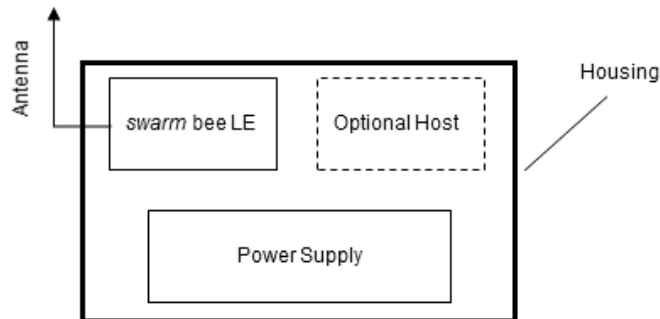 Antenna
swarm bee LE
Optional Host
Housing
Power Supply